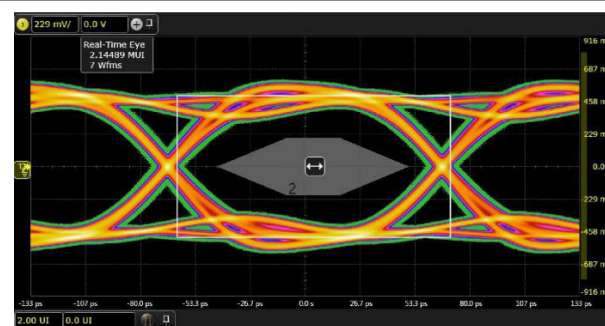 1 229 mV/ 0.0 V
Real-Time Eye
2.14489 MUI
7 Wfms
916 m
687 m
458 m
229 m
0.0
-229 m
-458 m
-687 m
-916 m
2
-133 ps -107 ps -80.0 ps -53.3 ps -26.7 ps 0.0 s 26.7 ps 53.3 ps 80.0 ps 107 ps 133 ps
2.00 UI 0.0 UI